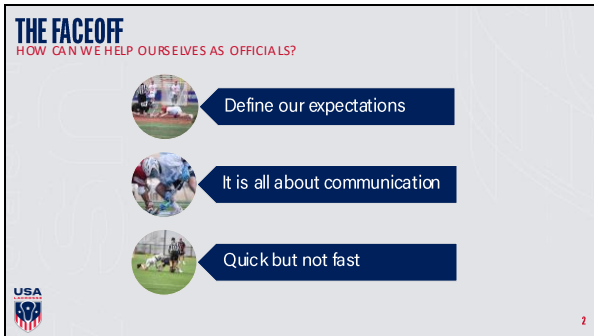 THE FACEOFF
HOW CAN WE HELP OURSELVES AS OFFICIALS?
Define our expectations
It is all about communication
Quick but not fast
USA
LACROSSE
2